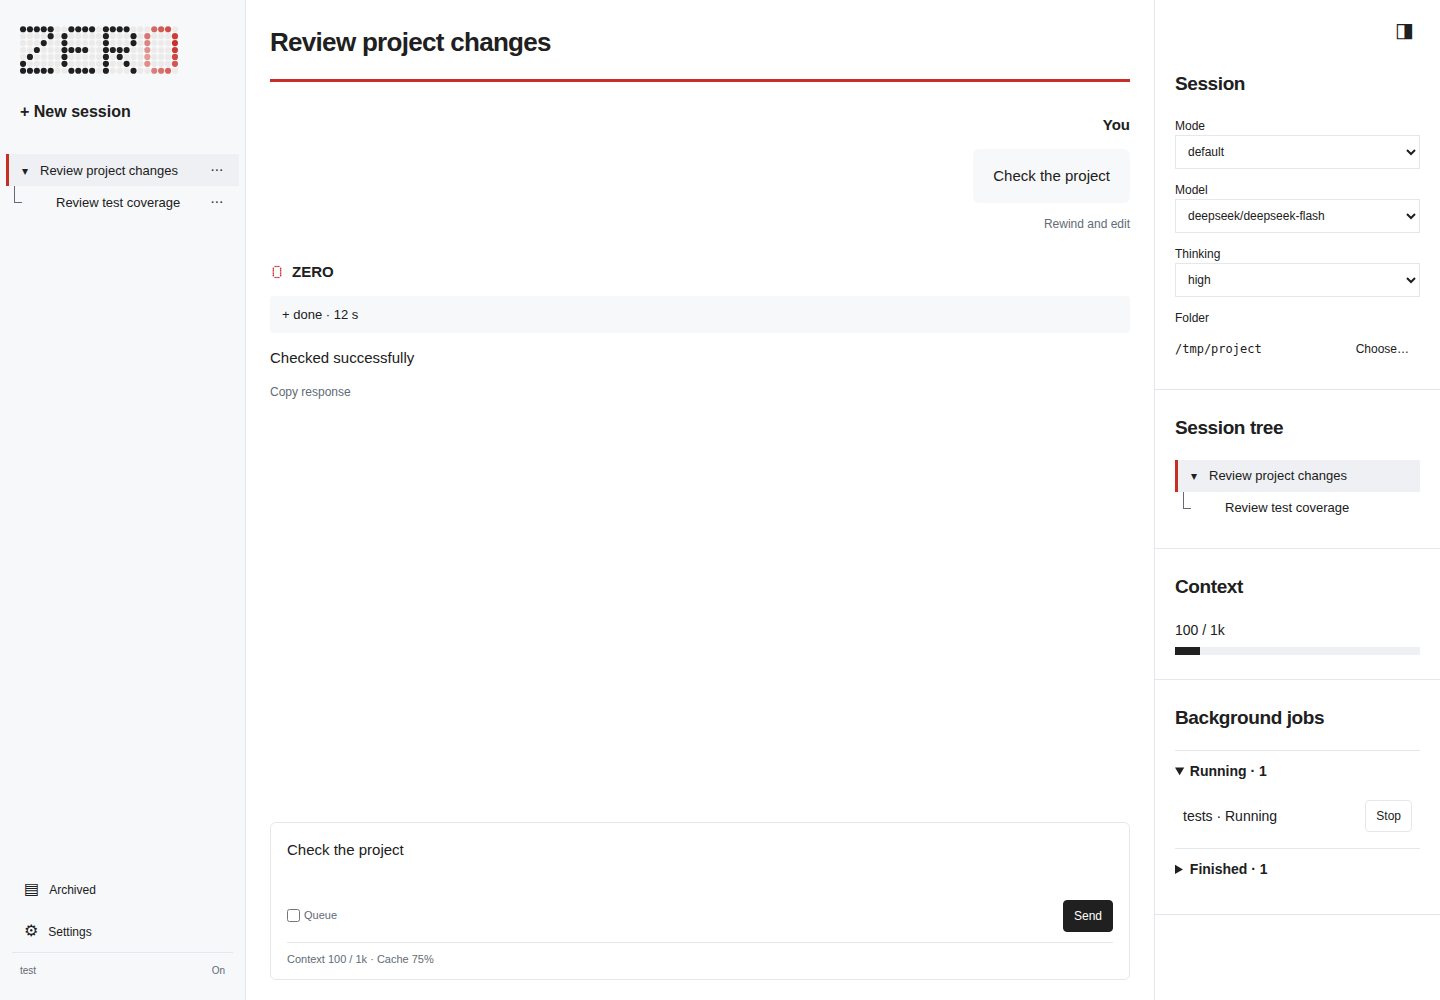 ZERO
+ New session
▾ Review project changes ⋯
Review test coverage ⋯
▤ Archived
⚙ Settings
test On
Review project changes
You
Check the project
Rewind and edit
ZERO
+ done · 12 s
Checked successfully
Copy response
Check the project
Queue
Send
Context 100 / 1k · Cache 75%
Session
Mode
default
Model
deepseek/deepseek-flash
Thinking
high
Folder
/tmp/project Choose…
Session tree
▾ Review project changes
Review test coverage
Context
100 / 1k
Background jobs
▼ Running · 1
tests · Running Stop
▶ Finished · 1